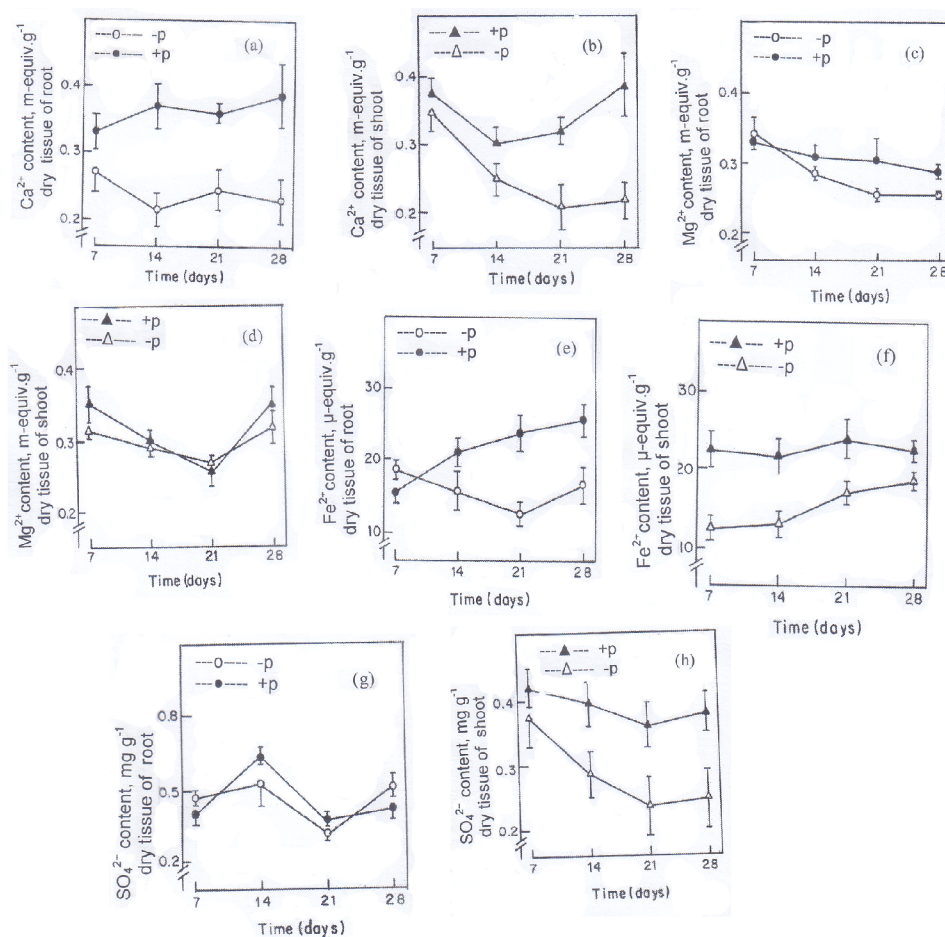 -p
+p
(a)
Ca2+ content, m-equiv.g-1
dry tissue of root
0.4
0.3
0.2
7 14 21 28
Time (days)
+p
-p
(b)
Ca2+ content, m-equiv.g-1
dry tissue of shoot
0.4
0.3
0.2
7 14 21 28
Time (days)
-p
+p
(c)
Mg2+ content, m-equiv.g-1
dry tissue of root
0.4
0.3
0.2
7 14 21 28
Time (days)
+p
-p
(d)
Mg2+ content, m-equiv.g-1
dry tissue of shoot
0.4
0.3
0.2
7 14 21 28
Time (days)
-p
+p
(e)
Fe2- content, µ-equiv.g-1
dry tissue of root
30
20
10
7 14 21 28
Time (days)
+p
-p
(f)
Fe2+ content, µ-equiv.g-1
dry tissue of shoot
30
20
10
7 14 21 28
Time (days)
-p
+p
(g)
SO42- content, mg g-1
dry tissue of root
0.8
0.5
0.2
7 14 21 28
Time (days)
+p
-p
(h)
SO42- content, mg g-1
dry tissue of shoot
0.4
0.3
0.2
7 14 21 28
Time (days)